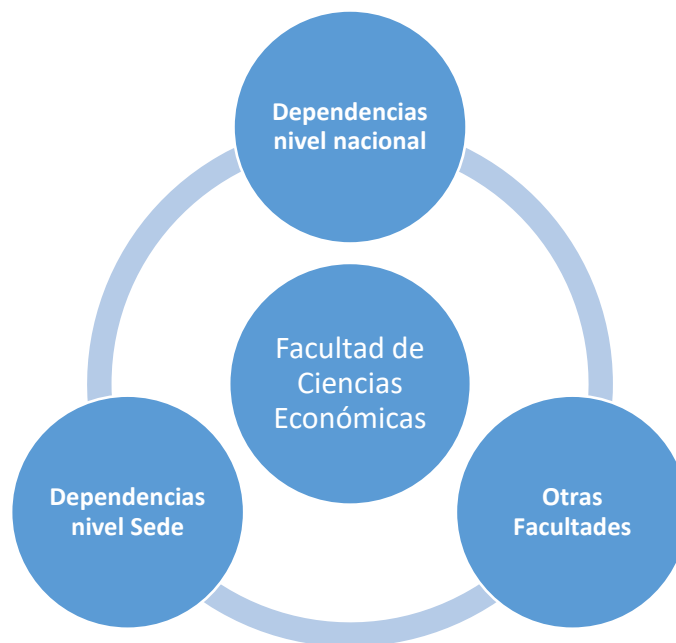 Dependencias
nivel nacional
Facultad de
Ciencias
Económicas
Dependencias
nivel Sede
Otras
Facultades